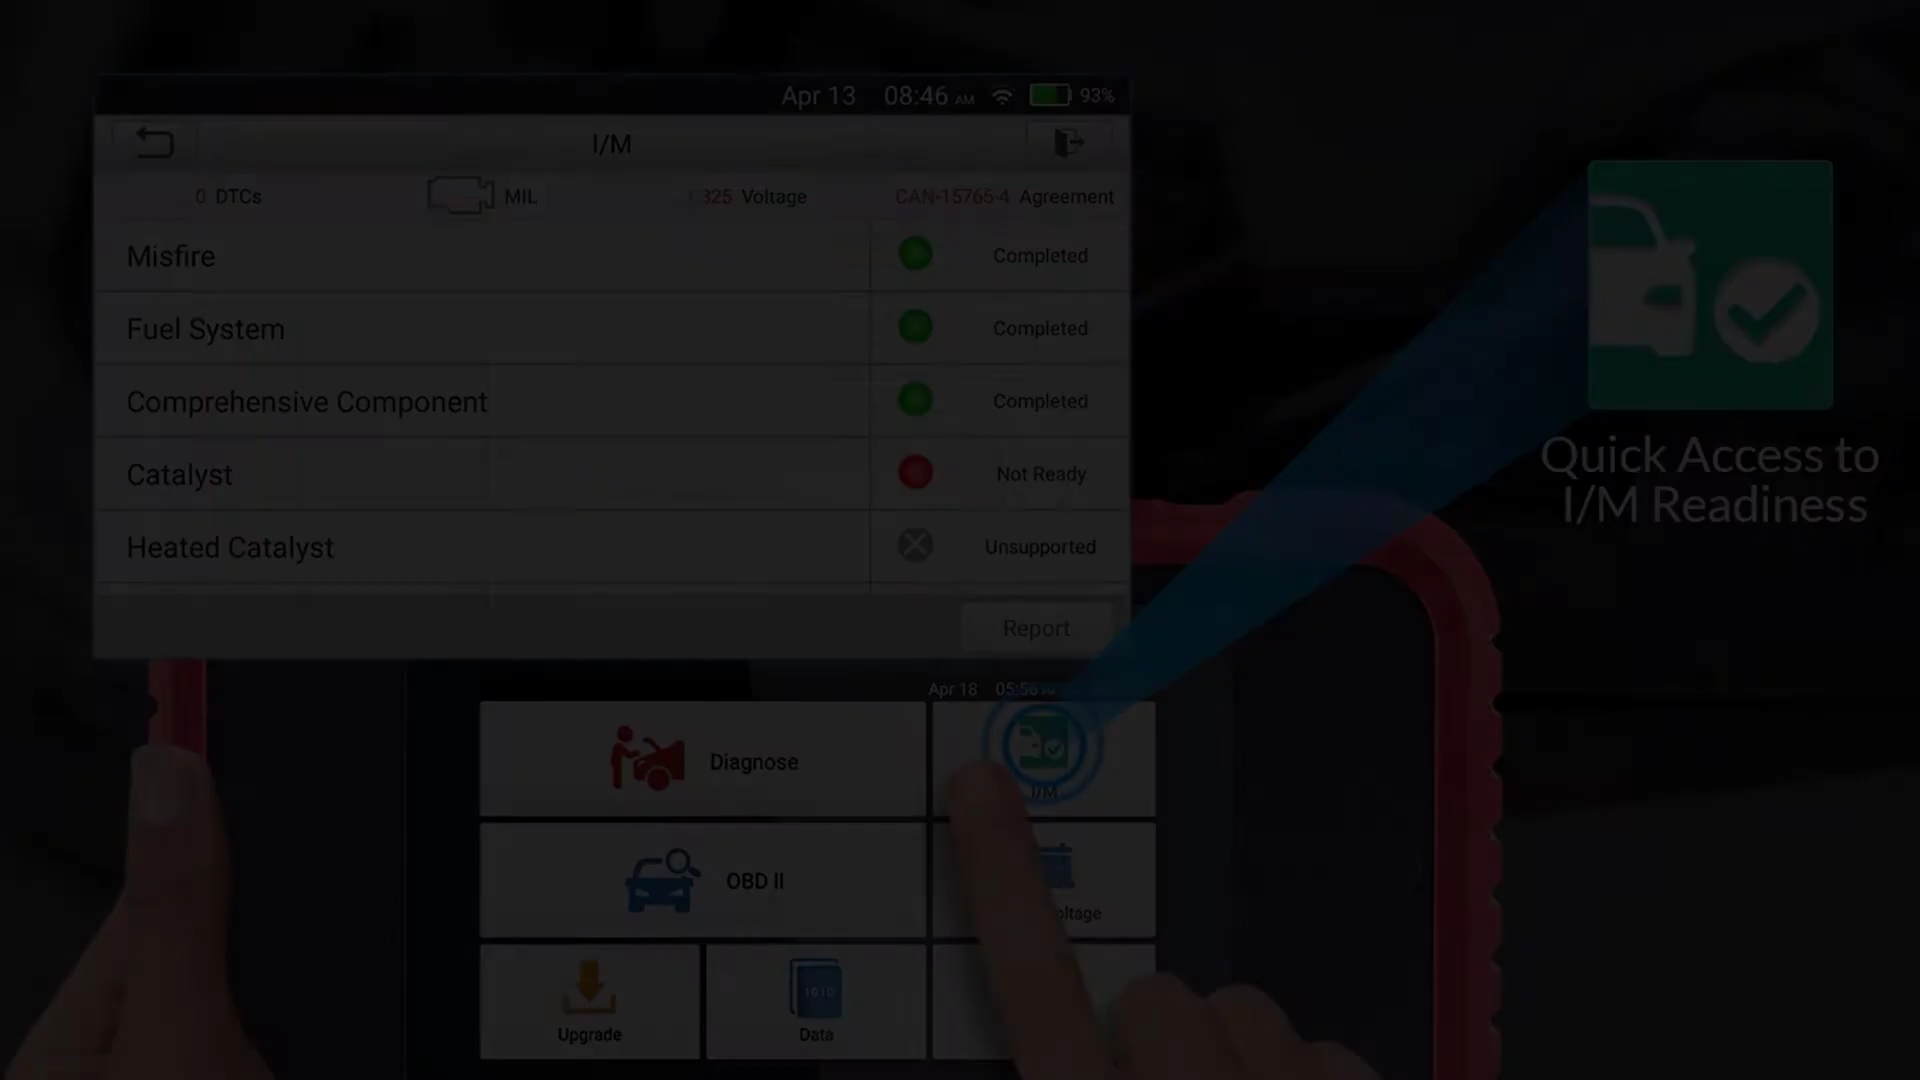 Apr 13 08:46 AM 93%
I/M
0 DTCs MIL 325 Voltage CAN-15765-4 Agreement
Misfire Completed
Fuel System Completed
Comprehensive Component Completed
Catalyst Not Ready
Heated Catalyst Unsupported
Report
Quick Access to
I/M Readiness
Apr 18
Diagnose
I/M
OBD II
Upgrade
Data
1010